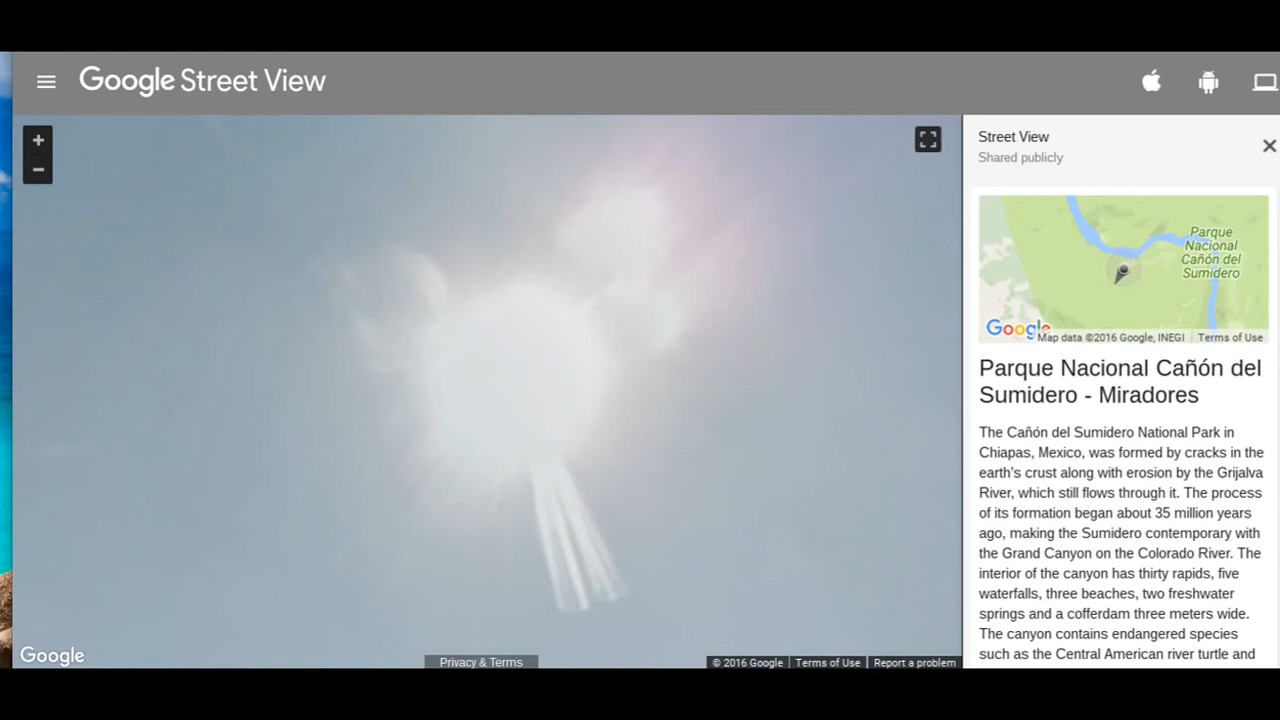 Google Street View
Street View
Shared publicly
Parque
Nacional
Cañón del
Sumidero
Google
Map data ©2016 Google, INEGI
Terms of Use
Parque Nacional Cañón del
Sumidero - Miradores
The Cañón del Sumidero National Park in
Chiapas, Mexico, was formed by cracks in the
earth's crust along with erosion by the Grijalva
River, which still flows through it. The process
of its formation began about 35 million years
ago, making the Sumidero contemporary with
the Grand Canyon on the Colorado River. The
interior of the canyon has thirty rapids, five
waterfalls, three beaches, two freshwater
springs and a cofferdam three meters wide.
The canyon contains endangered species
such as the Central American river turtle and
Google
Privacy & Terms
© 2016 Google
Terms of Use
Report a problem